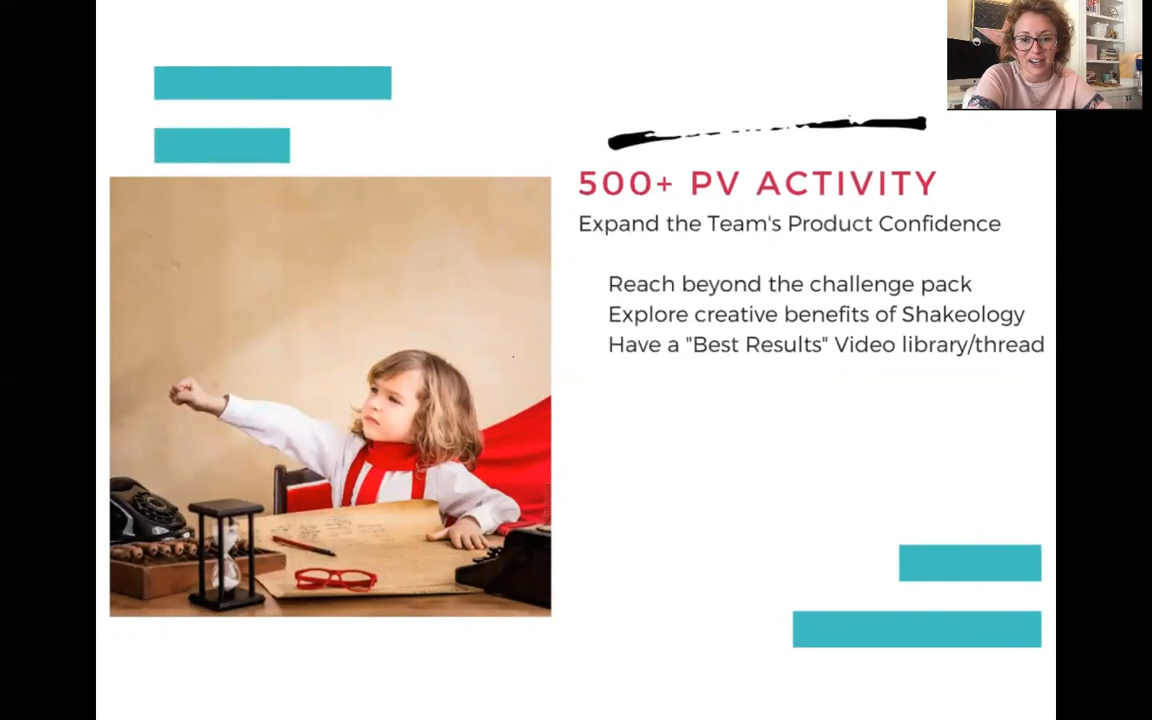 500+ PV ACTIVITY
Expand the Team's Product Confidence
Reach beyond the challenge pack
Explore creative benefits of Shakeology
Have a "Best Results" Video library/thread